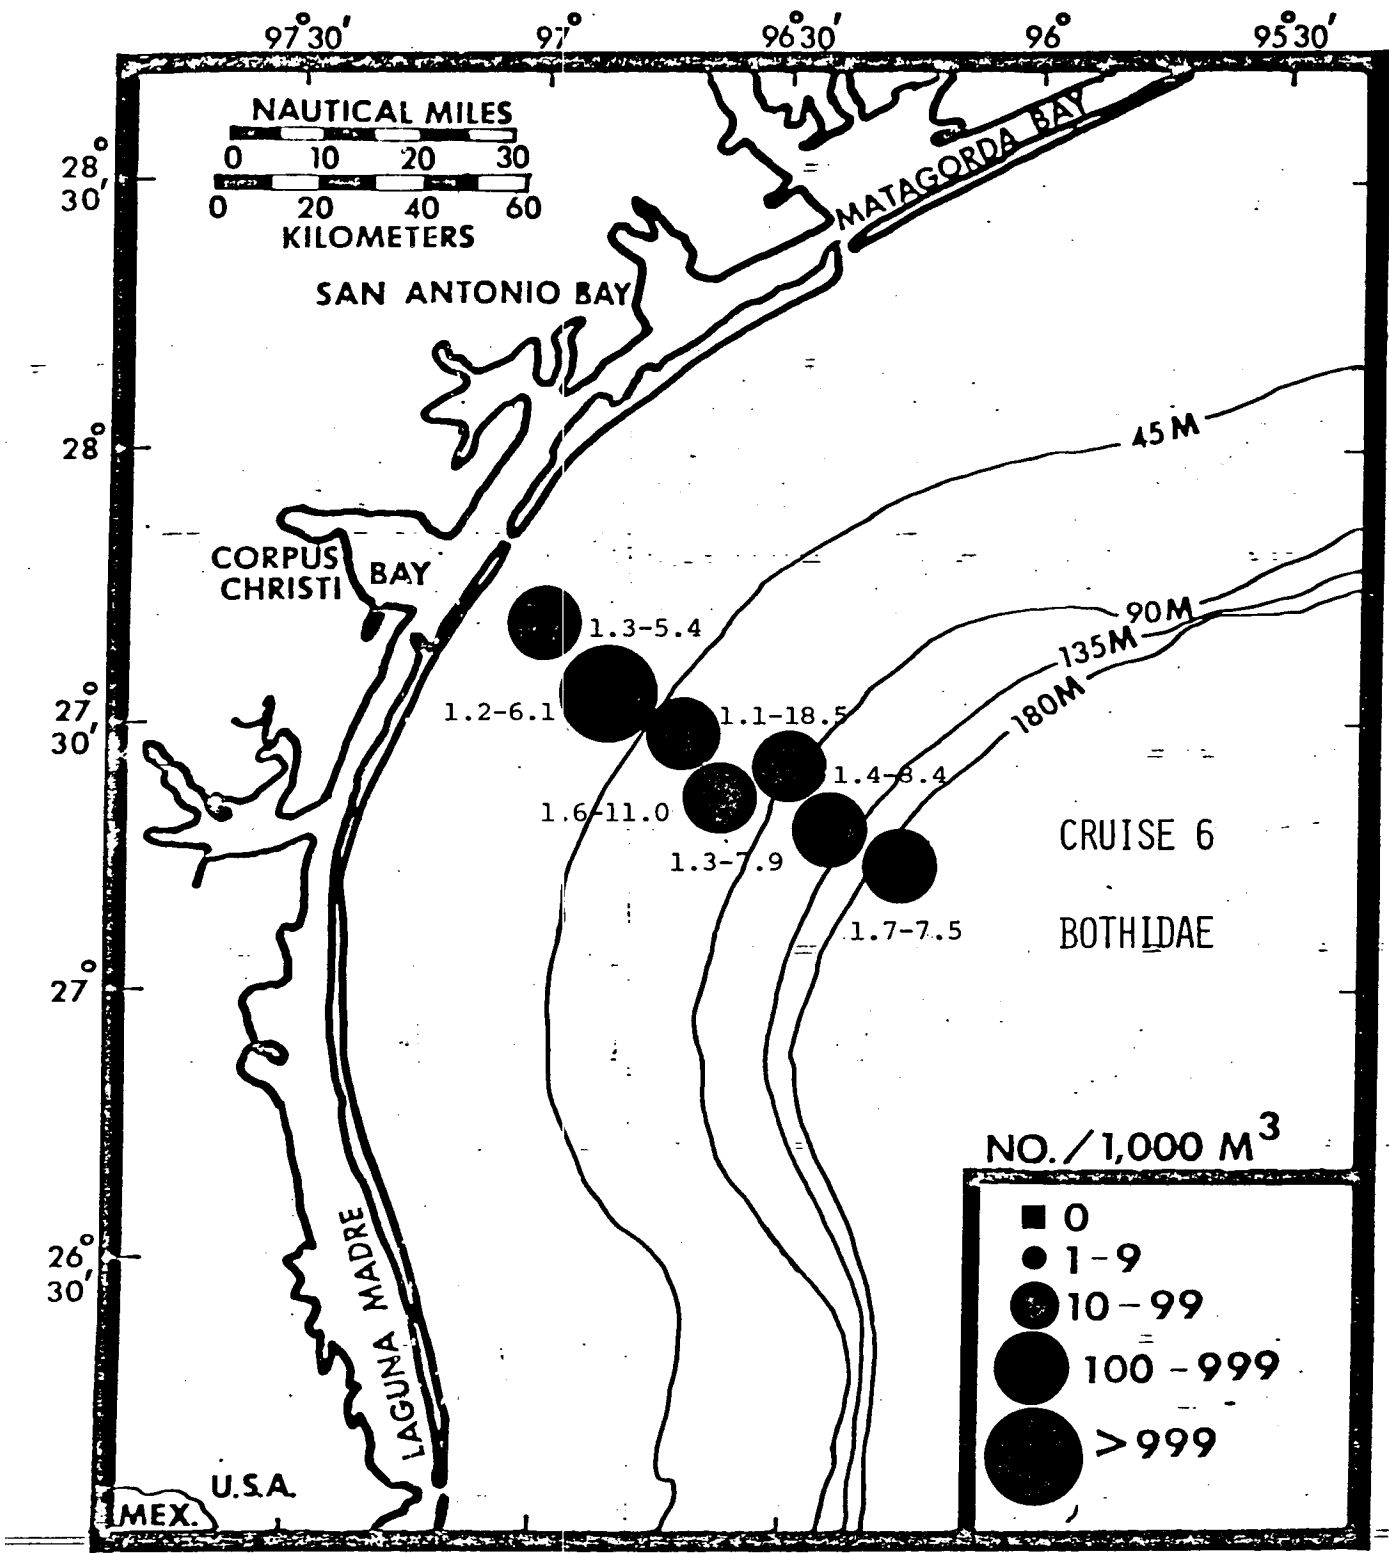 97°30′ 97° 96°30′ 96° 95°30′
NAUTICAL MILES
0 10 20 30
0 20 40 60
KILOMETERS
28°
30′
MATAGORDA BAY
SAN ANTONIO BAY
28°
45M
CORPUS
CHRISTI BAY
90M
135M
180M
1.3-5.4
27°
30′
1.2-6.1
1.1-18.5
1.4-8.4
1.6-11.0
1.3-7.9
1.7-7.5
CRUISE 6
BOTHIDAE
27°
26°
30′
LAGUNA MADRE
NO./1,000 M³
0
1-9
10-99
100-999
>999
U.S.A.
MEX.